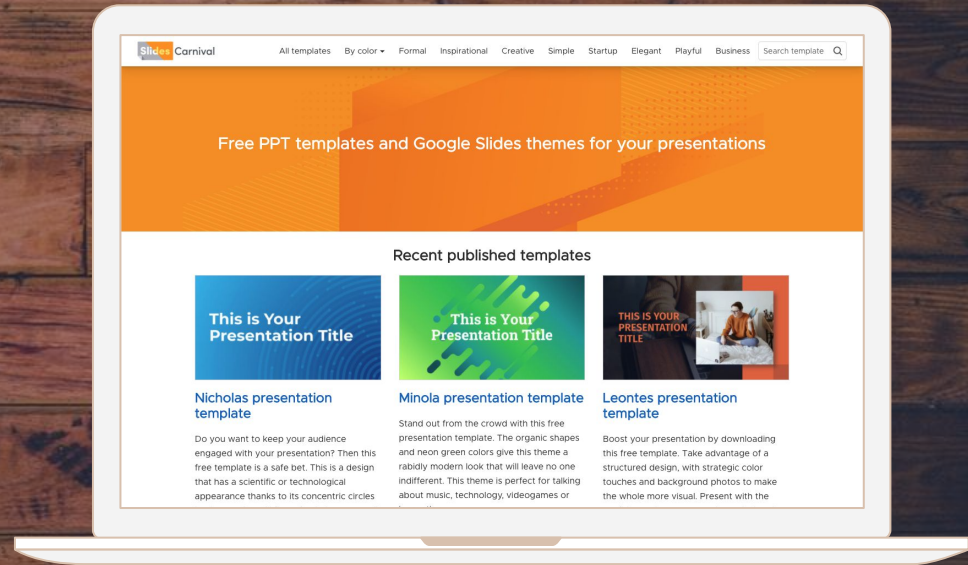 Slides Carnival
All templates By color Formal Inspirational Creative Simple Startup Elegant Playful Business Search template
Free PPT templates and Google Slides themes for your presentations
Recent published templates
This is Your
Presentation Title
This is Your
Presentation Title
THIS IS YOUR
PRESENTATION
TITLE
Nicholas presentation
template
Do you want to keep your audience
engaged with your presentation? Then this
free template is a safe bet. This is a design
that has a scientific or technological
appearance thanks to its concentric circles
Minola presentation template
Stand out from the crowd with this free
presentation template. The organic shapes
and neon green colors give this theme a
rabidly modern look that will leave no one
indifferent. This theme is perfect for talking
about music, technology, videogames or
Leontes presentation
template
Boost your presentation by downloading
this free template. Take advantage of a
structured design, with strategic color
touches and background photos to make
the whole more visual. Present with the